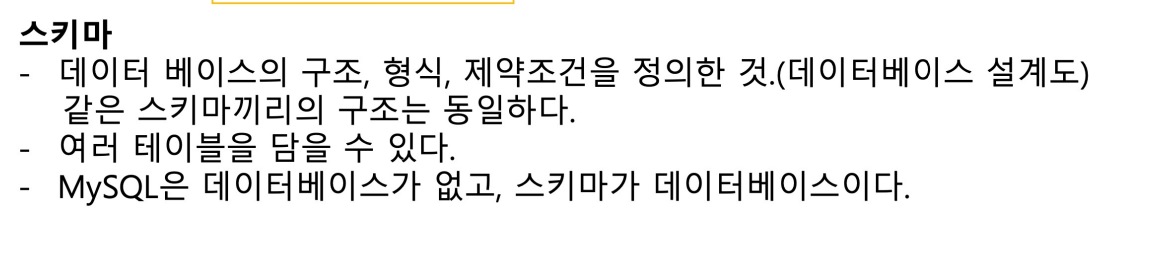 스키마
- 데이터 베이스의 구조, 형식, 제약조건을 정의한 것.(데이터베이스 설계도)
같은 스키마끼리의 구조는 동일하다.
- 여러 테이블을 담을 수 있다.
- MySQL은 데이터베이스가 없고, 스키마가 데이터베이스이다.